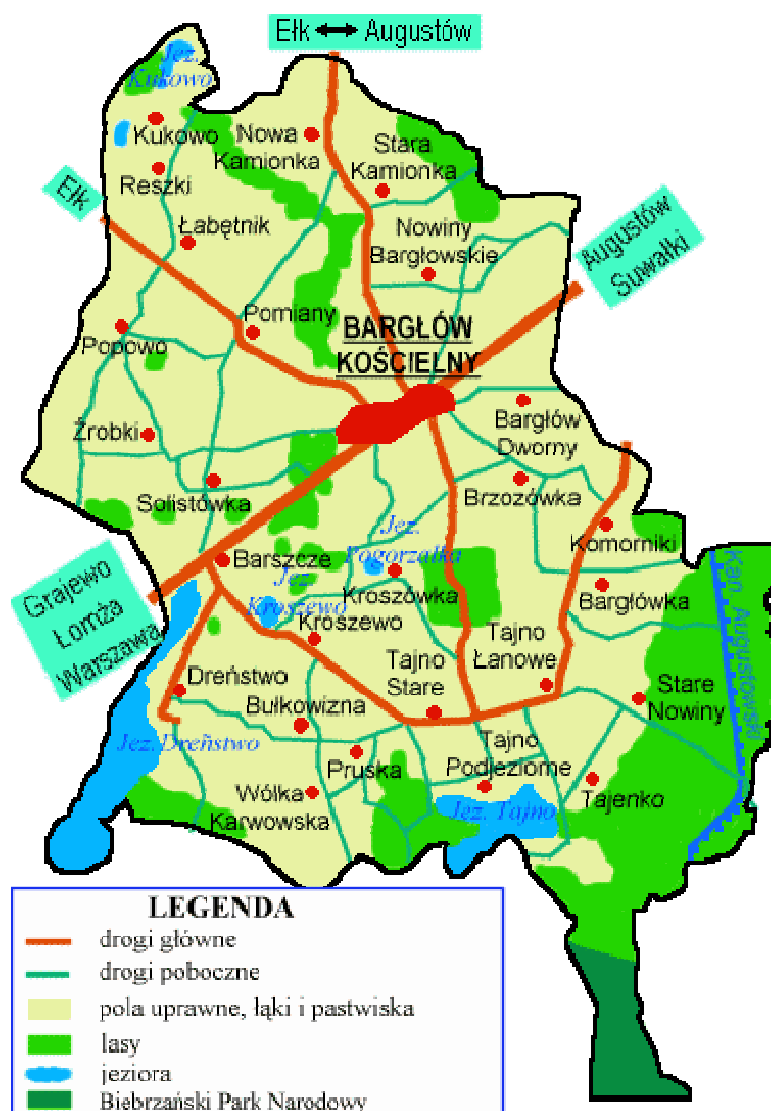 Ełk ↔ Augustów
Jez.
Kukowo
Kukowo
Nowa
Kamionka
Stara
Kamionka
Reszki
Ełk
Łabętnik
Nowiny
Bargłowskie
Augustów
Suwałki
Pomiany
Popowo
BARGŁÓW
KOŚCIELNY
Żrobki
Bargłów
Dworny
Solistówka
Brzozówka
Komorniki
Jez.
Pogorzałka
Barszcze
Jez.
Kroszewo
Kroszówka
Bargłówka
Kan. Augustowski
Grajewo
Łomża
Warszawa
Kroszewo
Tajno
Łanowe
Tajno
Stare
Dreństwo
Stare
Nowiny
Bułkowizna
Jez. Dreństwo
Pruska
Tajno
Podjeziorne
Wólka
Karwowska
Jez. Tajno
Tajenko
LEGENDA
drogi główne
drogi poboczne
pola uprawne, łąki i pastwiska
lasy
jeziora
Biebrzański Park Narodowy